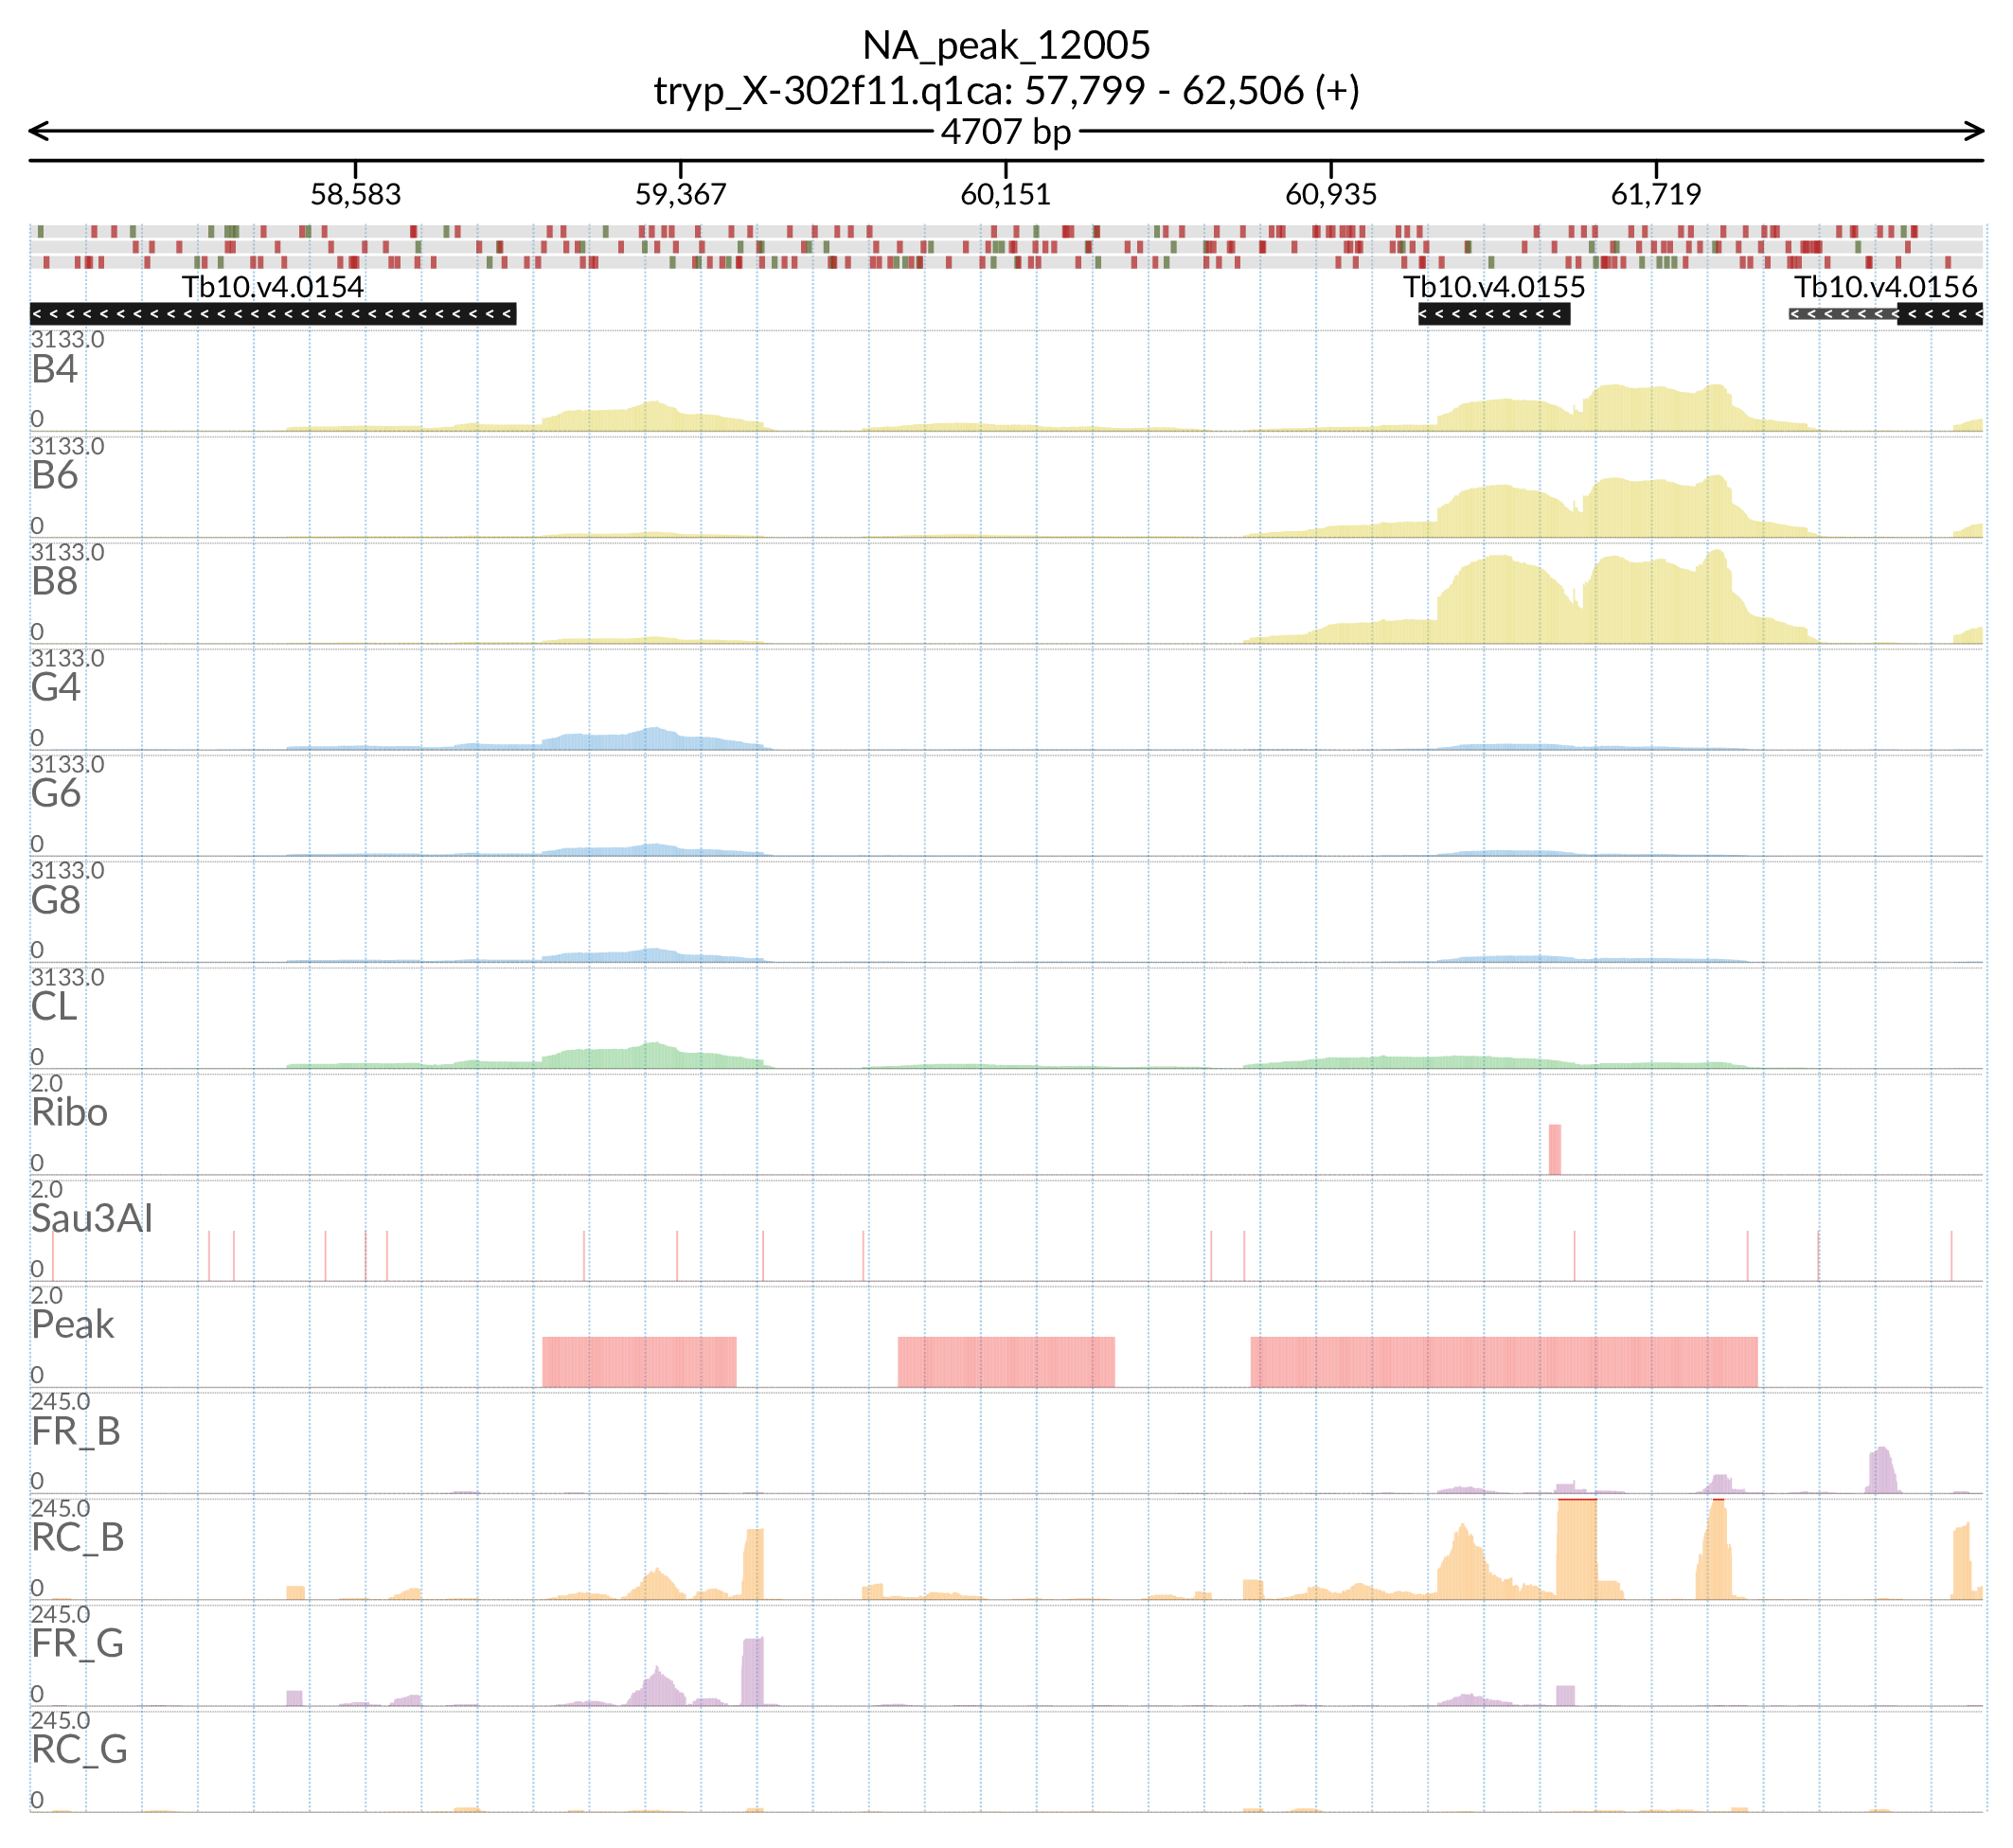 NA_peak_12005
tryp_X-302f11.q1ca: 57,799 - 62,506 (+)
4707 bp
58,583 59,367 60,151 60,935 61,719
Tb10.v4.0154 Tb10.v4.0155 Tb10.v4.0156
3133.0
B4
0
3133.0
B6
0
3133.0
B8
0
3133.0
G4
0
3133.0
G6
0
3133.0
G8
0
3133.0
CL
0
2.0
Ribo
0
2.0
Sau3AI
0
2.0
Peak
0
245.0
FR_B
0
245.0
RC_B
0
245.0
FR_G
0
245.0
RC_G
0